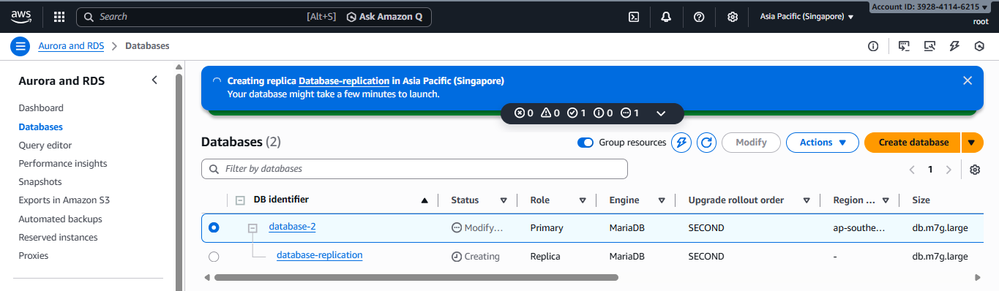 aws
Search [Alt+S] Ask Amazon Q Asia Pacific (Singapore) Account ID: 3928-4114-6215
root
Aurora and RDS > Databases
Aurora and RDS
Dashboard
Databases
Query editor
Performance insights
Snapshots
Exports in Amazon S3
Automated backups
Reserved instances
Proxies
Creating replica Database-replication in Asia Pacific (Singapore)
Your database might take a few minutes to launch.
0 0 1 0 1
Databases (2) Group resources Modify Actions Create database
Filter by databases
1
DB identifier Status Role Engine Upgrade rollout order Region ... Size
database-2 Modify... Primary MariaDB SECOND ap-southe... db.m7g.large
database-replication Creating Replica MariaDB SECOND - db.m7g.large